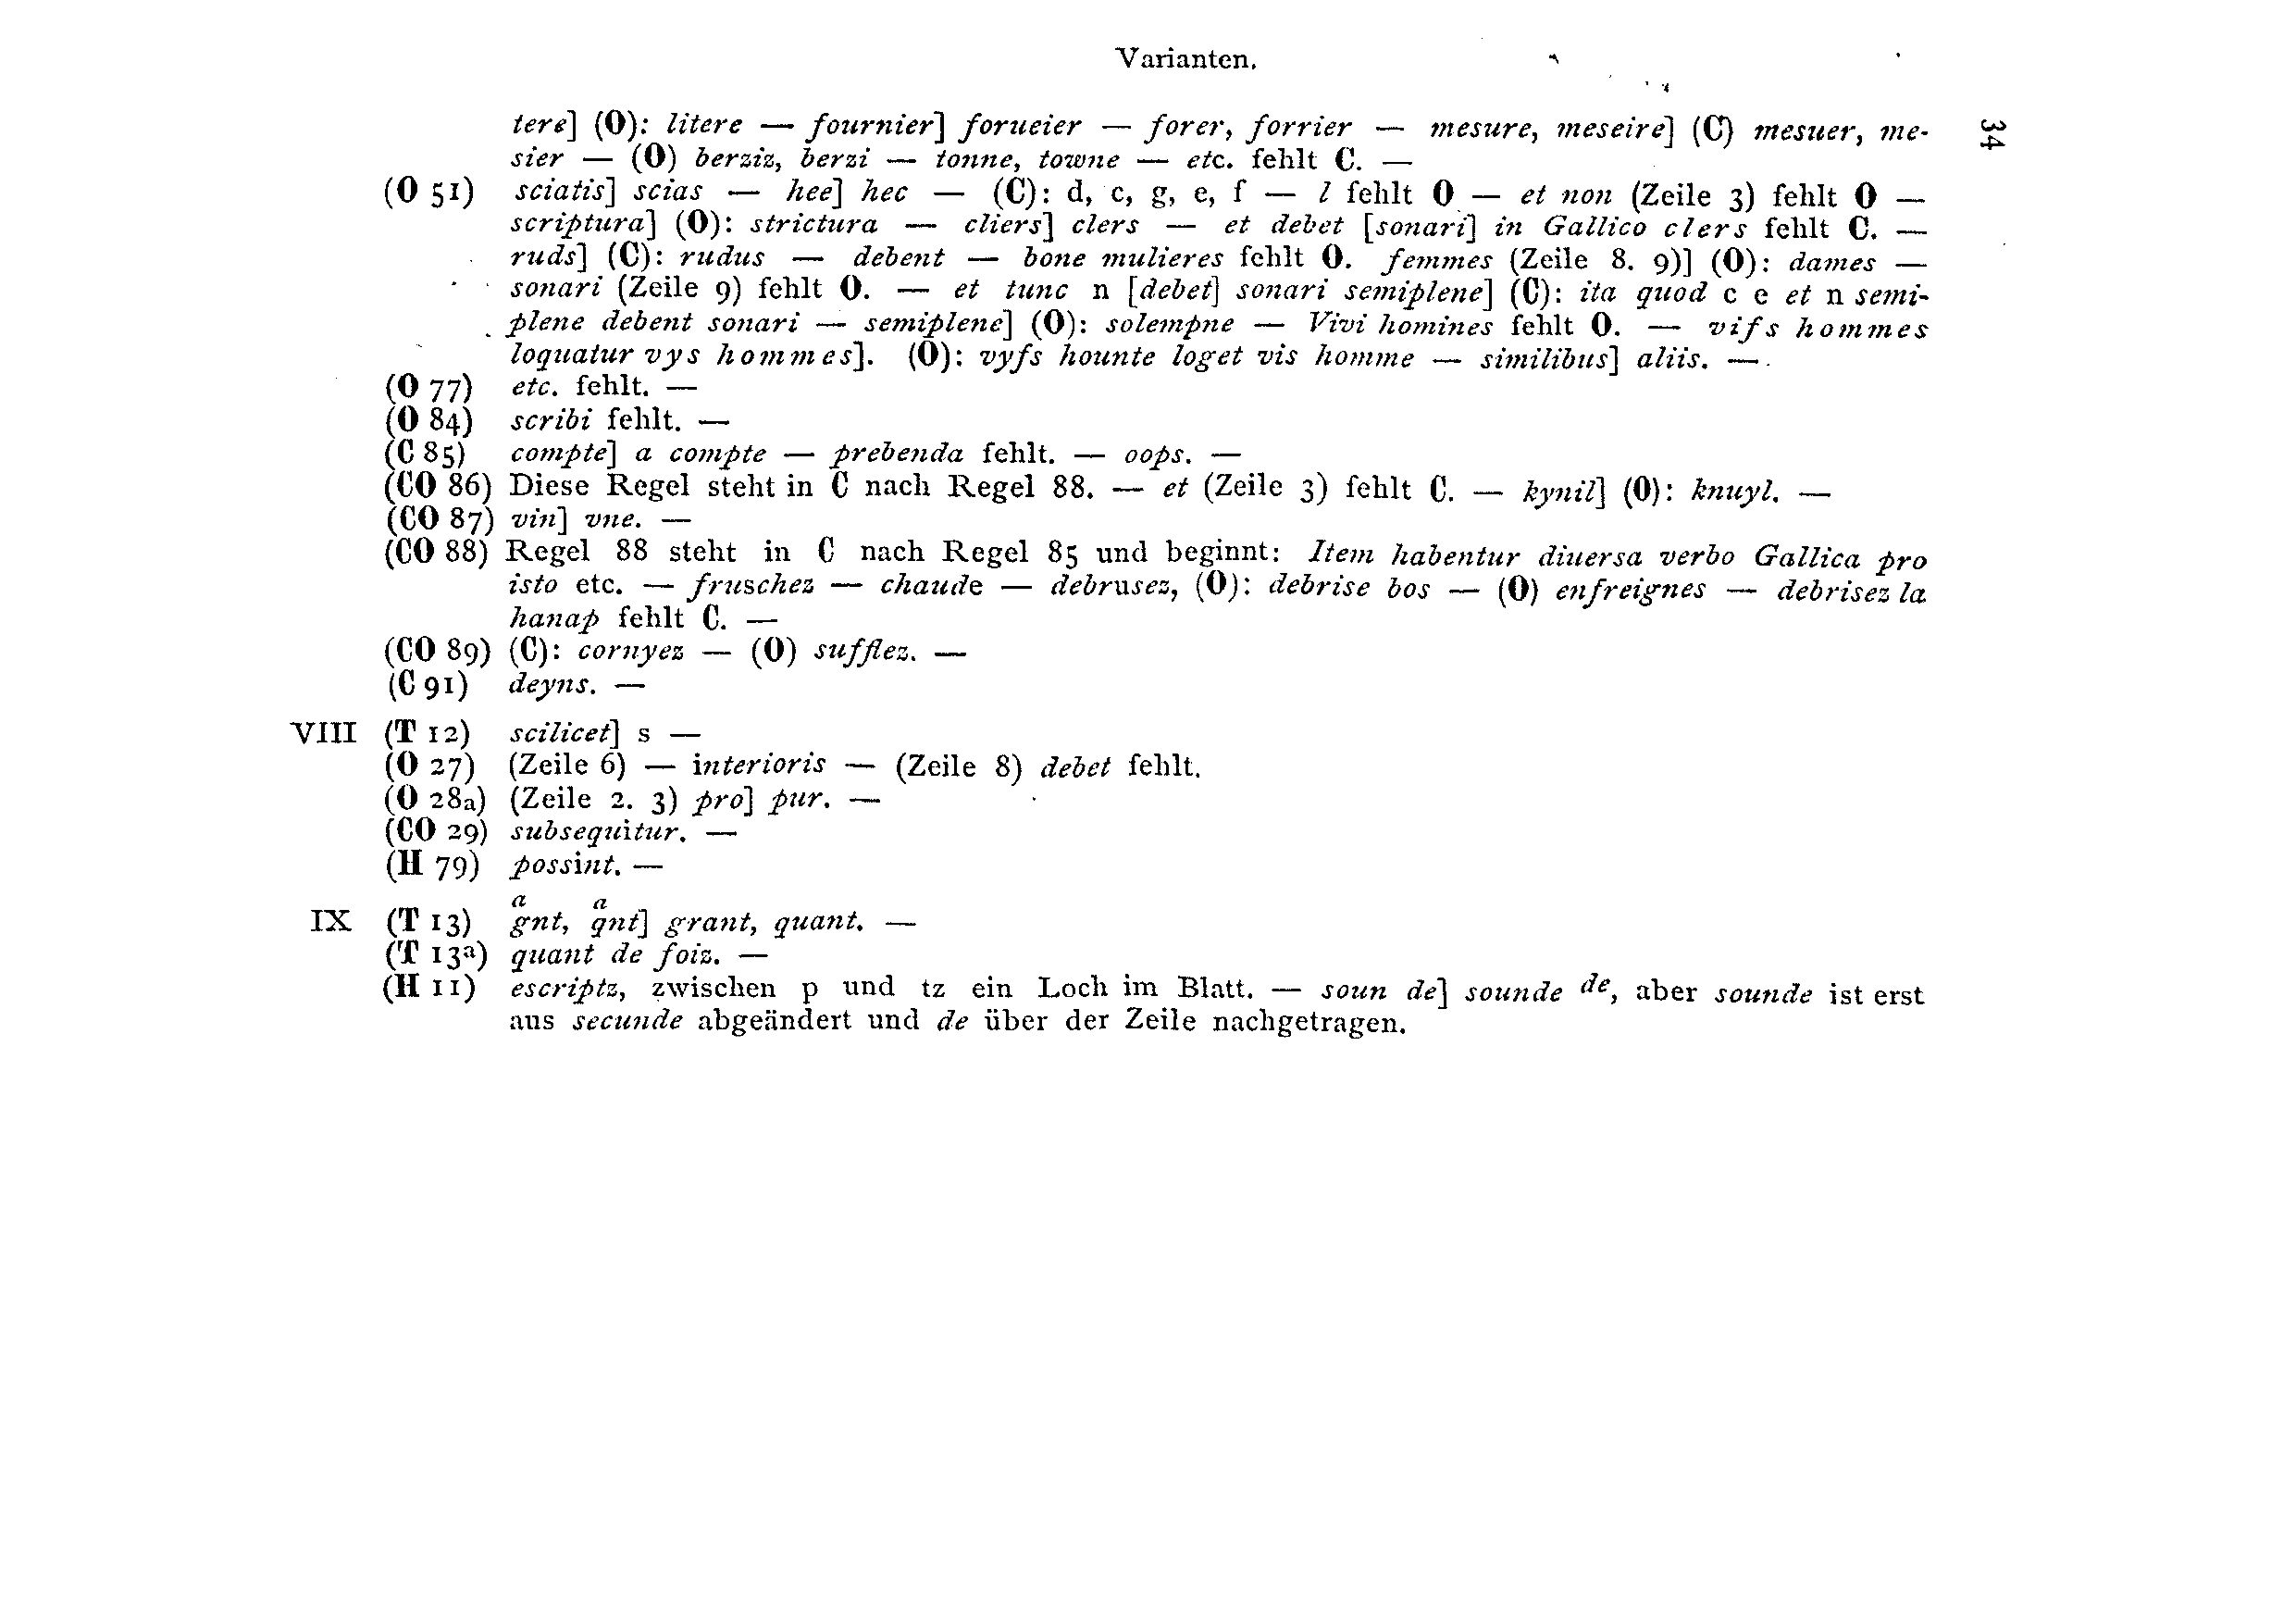 Varianten.
34
tere] (O): litere — fournier] forueier — forer, forrier — mesure, meseire] (C) mesuer, me-
sier — (O) berziz, berzi — tonne, towne — etc. fehlt C. —
(O 51) sciatis] scias — hee] hec — (C): d, c, g, e, f — l fehlt O — et non (Zeile 3) fehlt O —
scriptura] (O): strictura — cliers] clers — et debet [sonari] in Gallico clers fehlt C. —
ruds] (C): rudus — debent — bone mulieres fehlt O. femmes (Zeile 8. 9)] (O): dames —
sonari (Zeile 9) fehlt O. — et tunc n [debet] sonari semiplene] (C): ita quod c e et n semi-
plene debent sonari — semiplene] (O): solempne — Vivi homines fehlt O. — vifs hommes
loquatur vys hommes]. (O): vyfs hounte loget vis homme — similibus] aliis. —
(O 77) etc. fehlt. —
(O 84) scribi fehlt. —
(C 85) compte] a compte — prebenda fehlt. — oops. —
(CO 86) Diese Regel steht in C nach Regel 88. — et (Zeile 3) fehlt C. — kynil] (O): knuyl. —
(CO 87) vin] vne. —
(CO 88) Regel 88 steht in C nach Regel 85 und beginnt: Item habentur diuersa verbo Gallica pro
isto etc. — fruschez — chaude — debrusez, (O): debrise bos — (O) enfreignes — debrisez la
hanap fehlt C. —
(CO 89) (C): cornyez — (O) sufflez. —
(C 91) deyns. —
VIII (T 12) scilicet] s —
(O 27) (Zeile 6) — interioris — (Zeile 8) debet fehlt.
(O 28a) (Zeile 2. 3) pro] pur. —
(CO 29) subsequitur. —
(H 79) possint. —
a a
IX (T 13) gnt, qnt] grant, quant. —
(T 13a) quant de foiz. —
(H 11) escriptz, zwischen p und tz ein Loch im Blatt. — soun de] sounde de, aber sounde ist erst
aus secunde abgeändert und de über der Zeile nachgetragen.